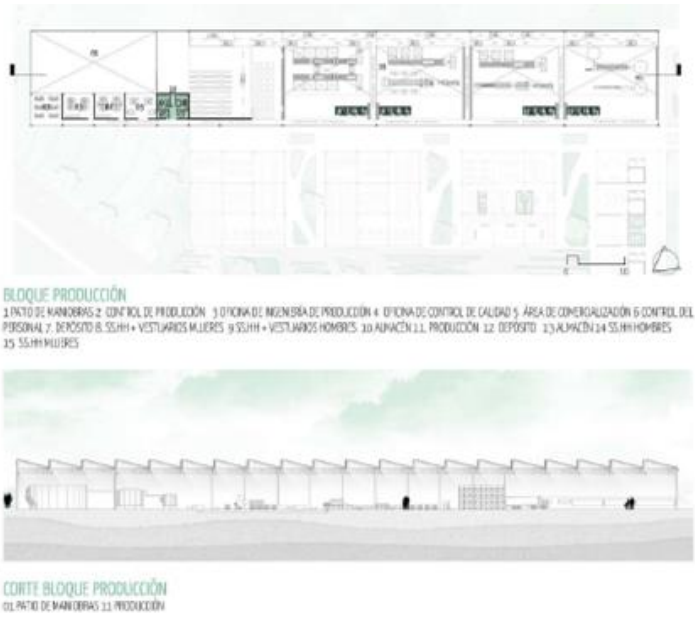 01
0 10
BLOQUE PRODUCCIÓN
1 PATIO DE MANIOBRAS 2 CONTROL DE PRODUCCIÓN 3 OFICINA DE INGENIERÍA DE PRODUCCIÓN 4 OFICINA DE CONTROL DE CALIDAD 5 ÁREA DE COMERCIALIZACIÓN 6 CONTROL DEL
PERSONAL 7. DEPÓSITO 8. SS.HH + VESTUARIOS MUJERES 9 SS.HH + VESTUARIOS HOMBRES 10 ALMACÉN 11. PRODUCCIÓN 12 DEPÓSITO 13 ALMACÉN 14 SS.HH HOMBRES
15 SS.HH MUJERES
CORTE BLOQUE PRODUCCIÓN
01 PATIO DE MANIOBRAS 11 PRODUCCIÓN